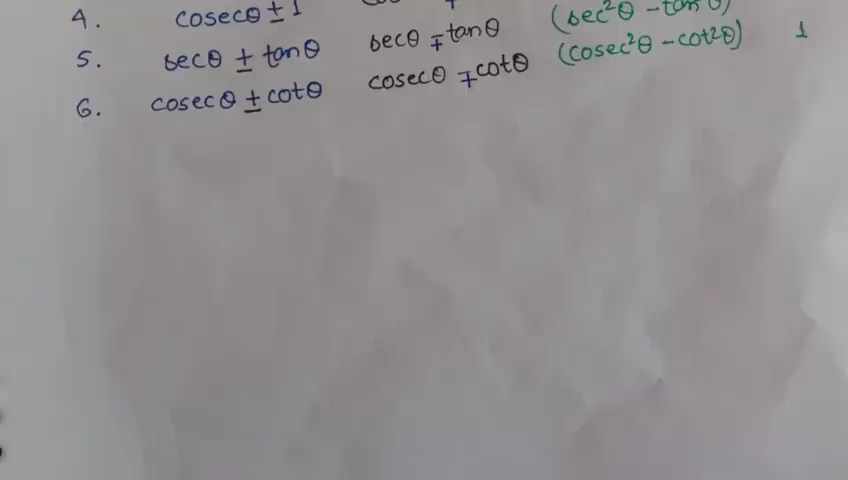 4. cosecθ ± 1
5. secθ ± tanθ secθ ∓ tanθ (sec²θ - tan²θ)
6. cosecθ ± cotθ cosecθ ∓ cotθ (cosec²θ - cot²θ) 1